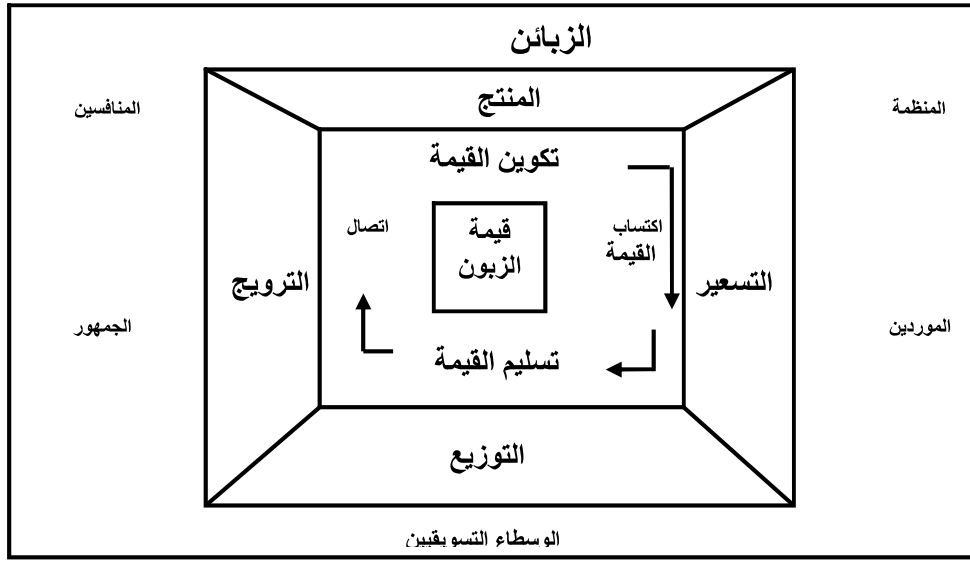 الزبائن
المنتج
المنظمة
المنافسين
تكوين القيمة
اكتساب
القيمة
قيمة
الزبون
اتصال
التسعير
الترويج
الموردين
الجمهور
تسليم القيمة
التوزيع
الوسطاء التسويقيين